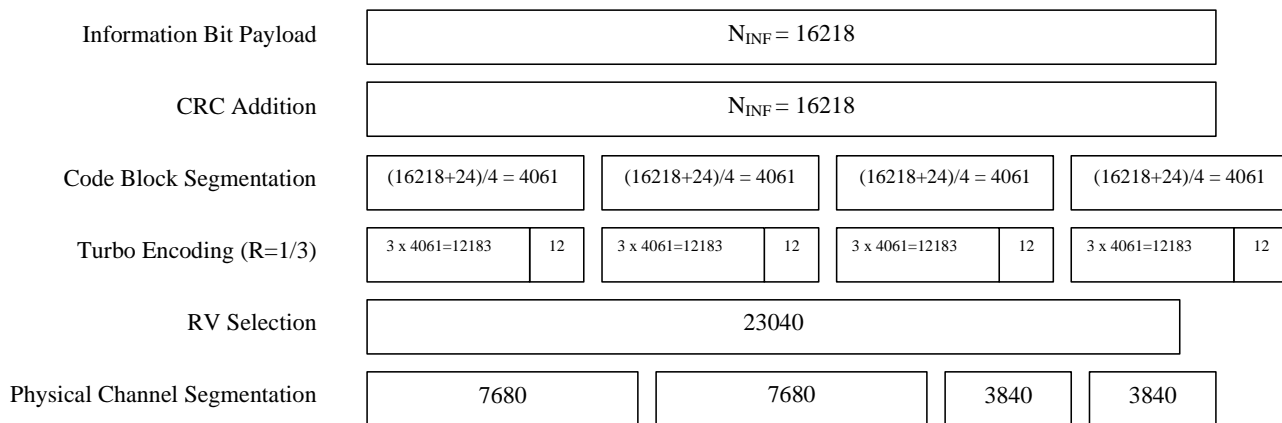 Information Bit Payload
N_INF = 16218
CRC Addition
N_INF = 16218
Code Block Segmentation
(16218+24)/4 = 4061 (16218+24)/4 = 4061 (16218+24)/4 = 4061 (16218+24)/4 = 4061
Turbo Encoding (R=1/3)
3 x 4061=12183 12 3 x 4061=12183 12 3 x 4061=12183 12 3 x 4061=12183 12
RV Selection
23040
Physical Channel Segmentation
7680 7680 3840 3840